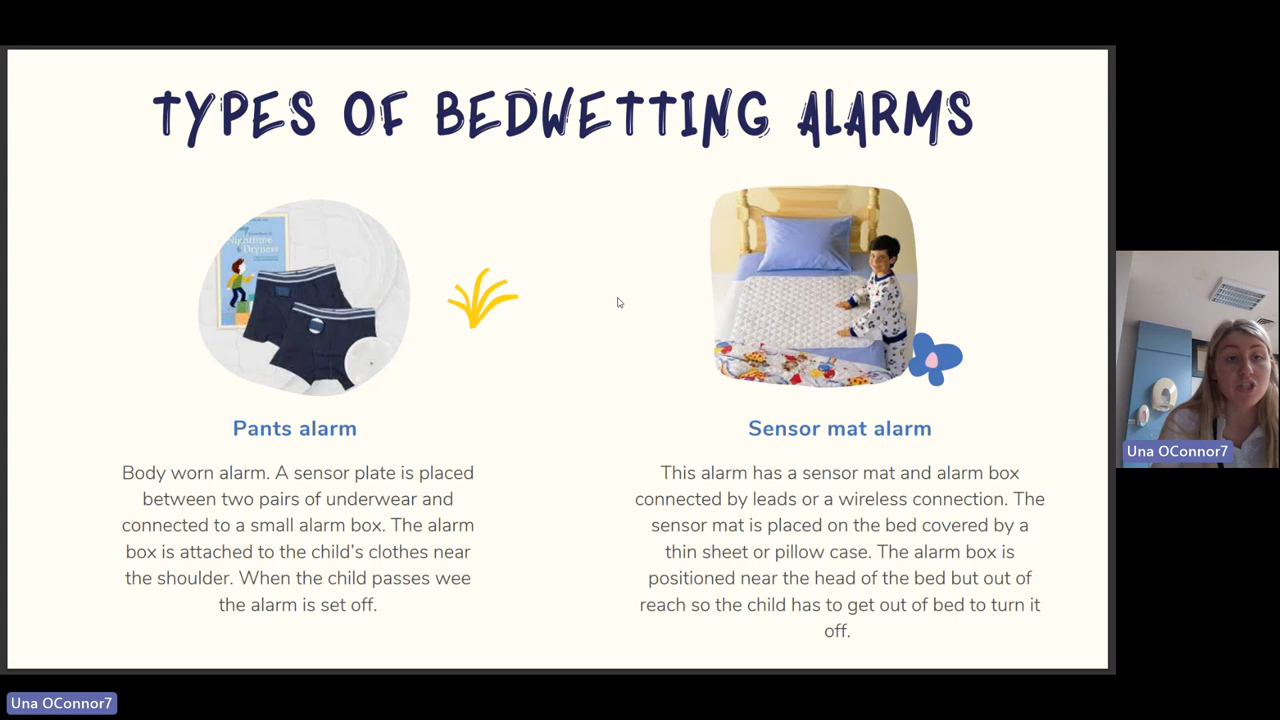 TYPES OF BEDWETTING ALARMS
Nighttime
Dryness
Pants alarm
Body worn alarm. A sensor plate is placed
between two pairs of underwear and
connected to a small alarm box. The alarm
box is attached to the child's clothes near
the shoulder. When the child passes wee
the alarm is set off.
Sensor mat alarm
This alarm has a sensor mat and alarm box
connected by leads or a wireless connection. The
sensor mat is placed on the bed covered by a
thin sheet or pillow case. The alarm box is
positioned near the head of the bed but out of
reach so the child has to get out of bed to turn it
off.
Una OConnor7
Una OConnor7